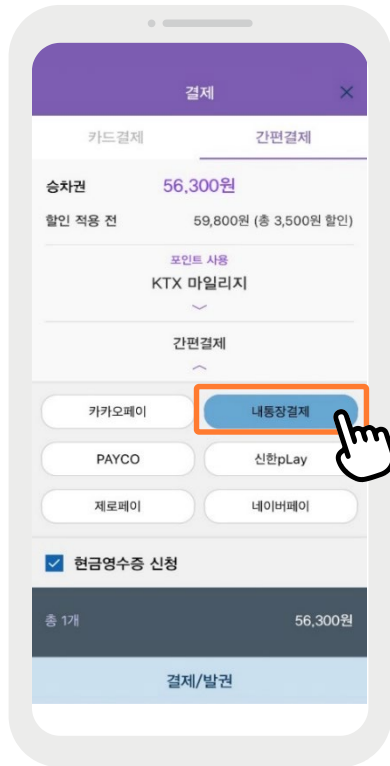 결제
카드결제 간편결제
승차권 56,300원
할인 적용 전 59,800원 (총 3,500원 할인)
포인트 사용
KTX 마일리지
간편결제
카카오페이 내통장결제
PAYCO 신한pLay
제로페이 네이버페이
현금영수증 신청
총 1개 56,300원
결제/발권